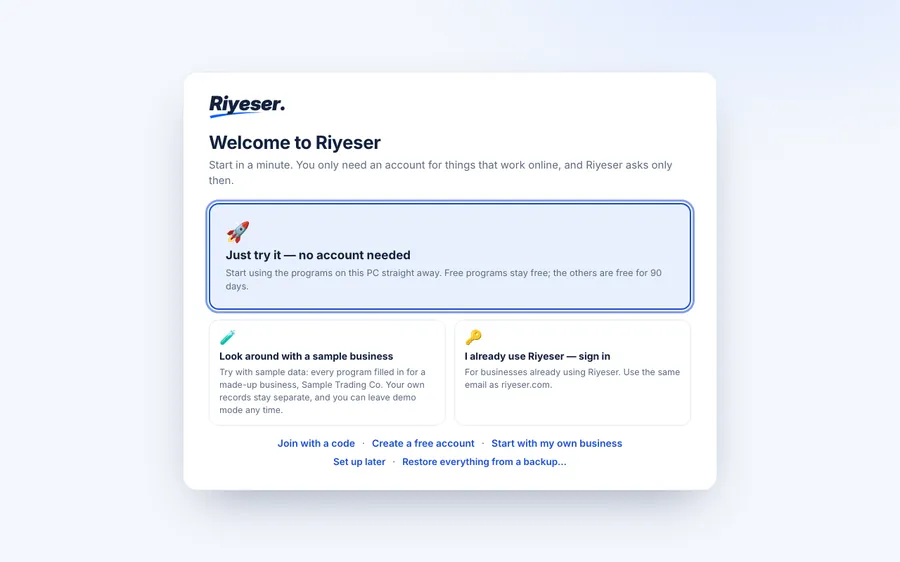 Riyeser.
Welcome to Riyeser
Start in a minute. You only need an account for things that work online, and Riyeser asks only
then.
Just try it — no account needed
Start using the programs on this PC straight away. Free programs stay free; the others are free for 90
days.
Look around with a sample business
Try with sample data: every program filled in for a
made-up business, Sample Trading Co. Your own
records stay separate, and you can leave demo
mode any time.
I already use Riyeser — sign in
For businesses already using Riyeser. Use the same
email as riyeser.com.
Join with a code · Create a free account · Start with my own business
Set up later · Restore everything from a backup...